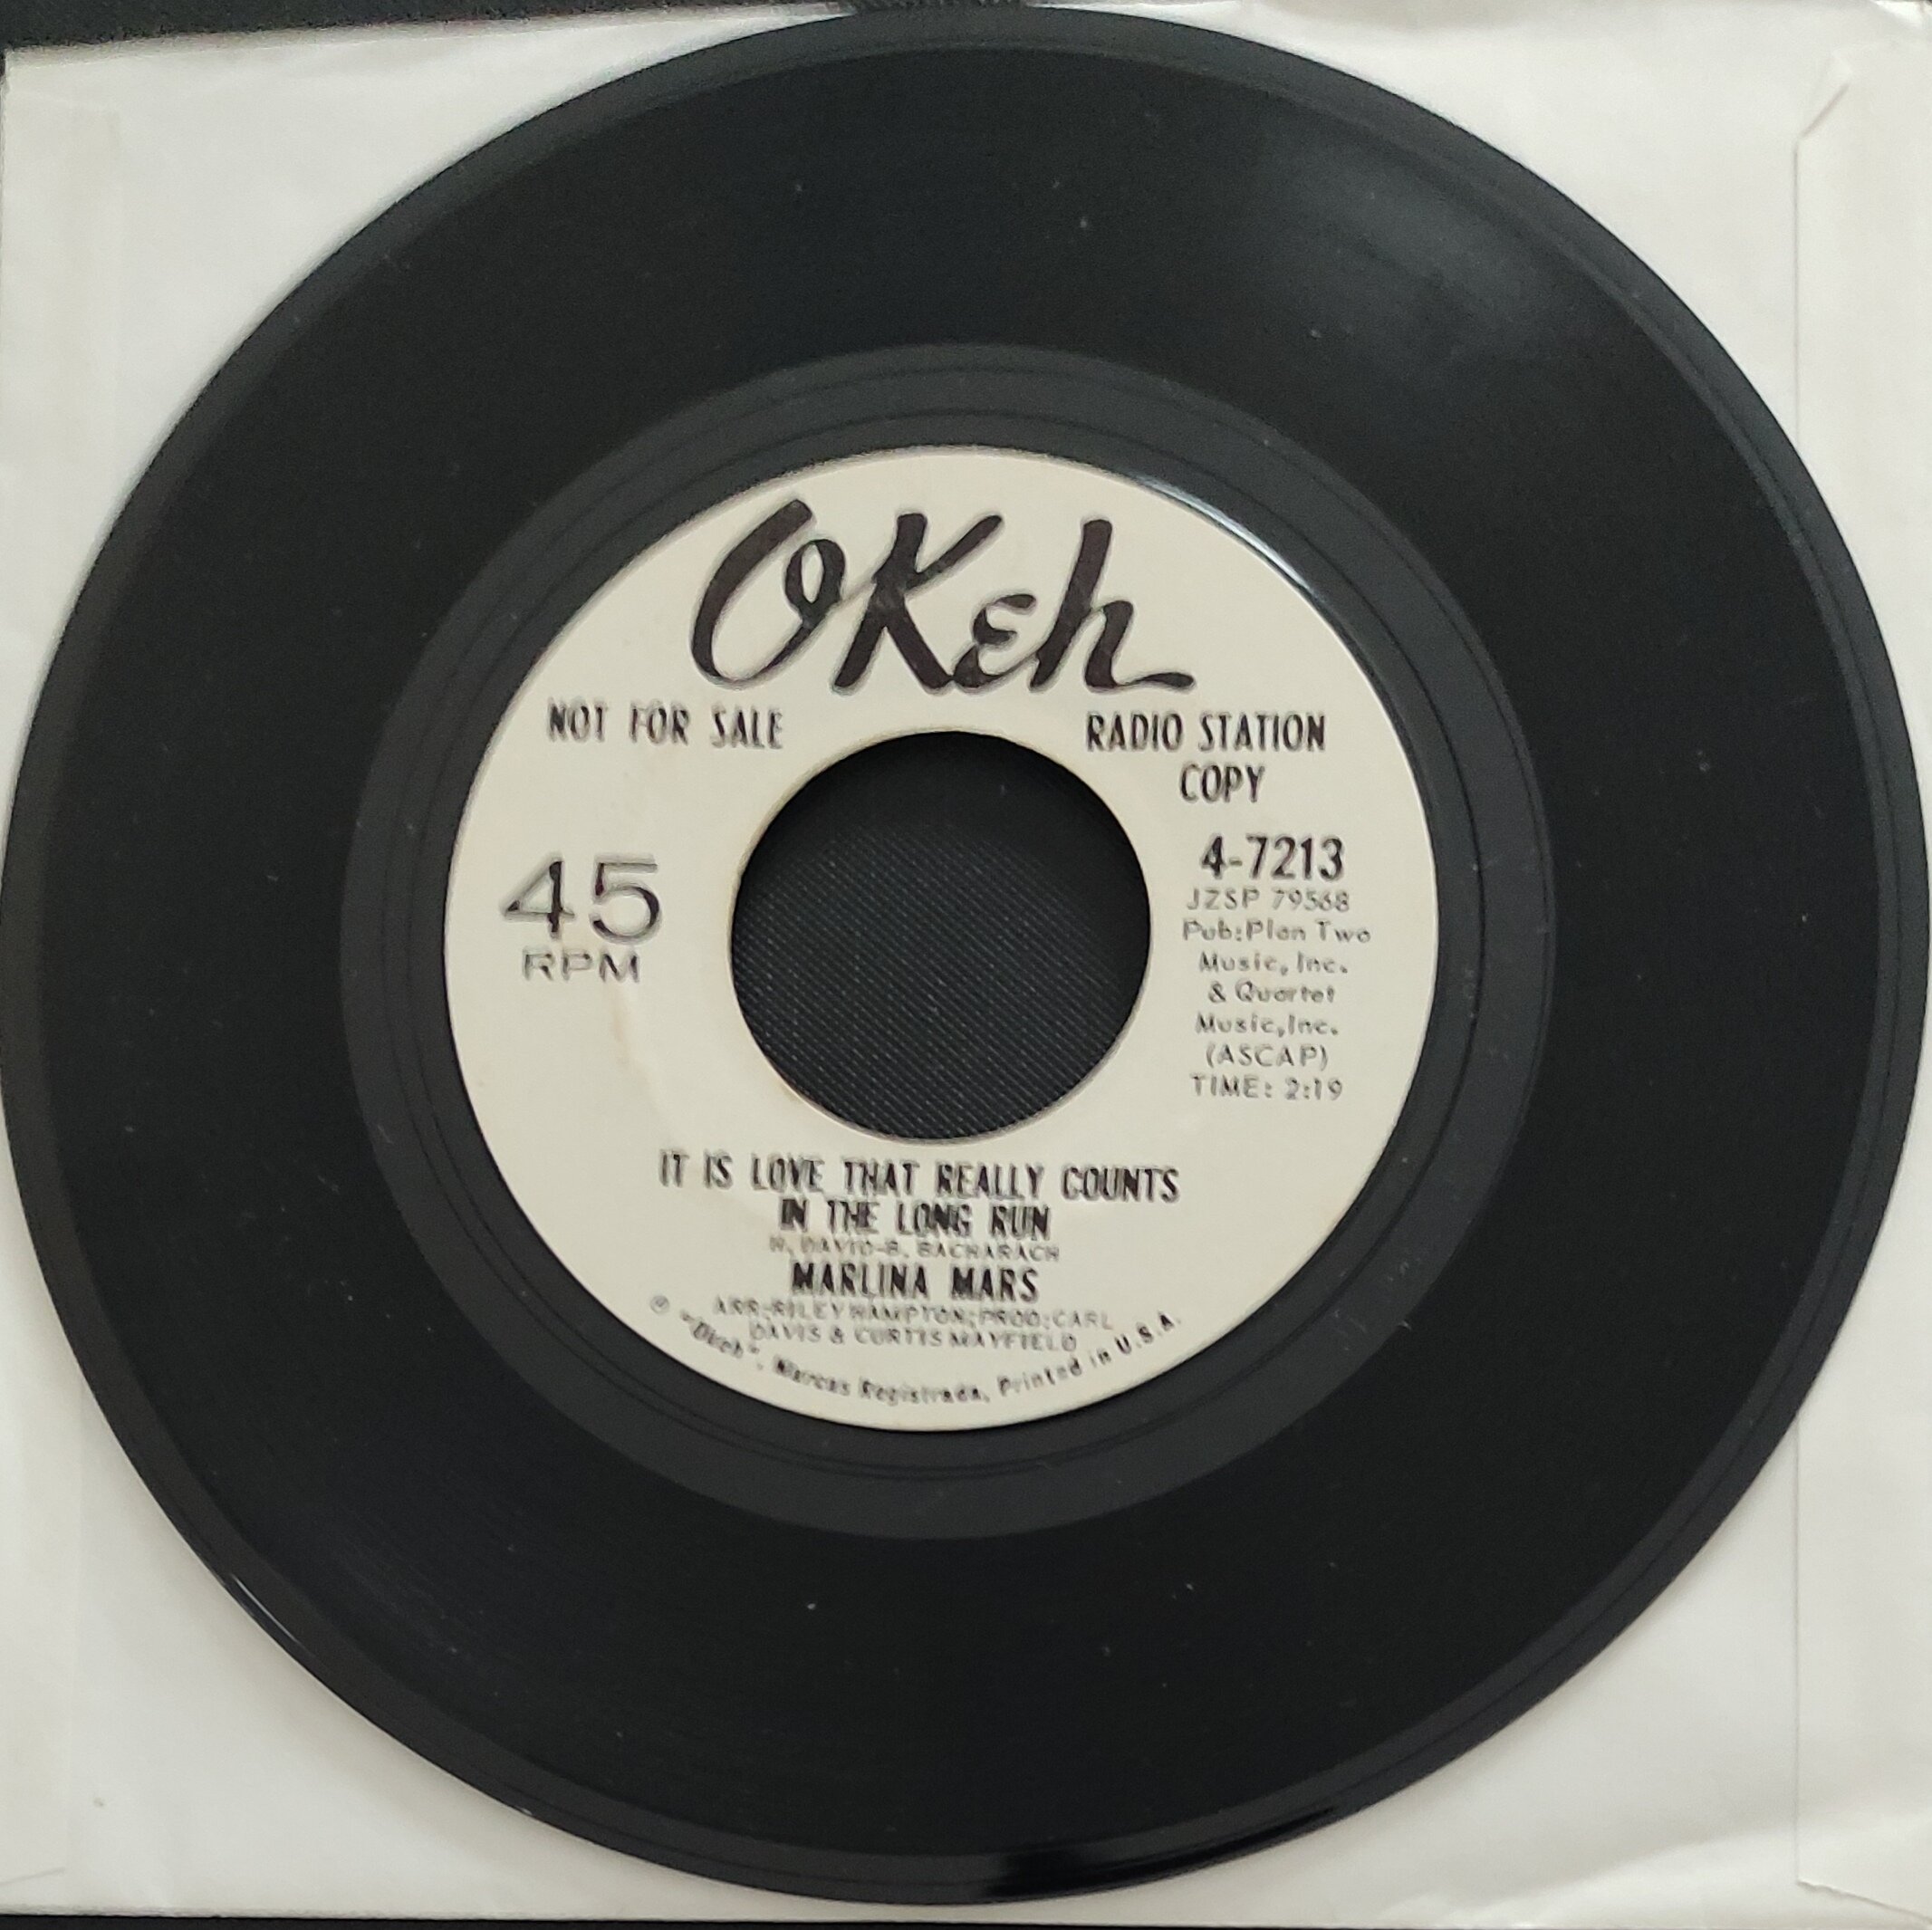 OKeh
NOT FOR SALE
RADIO STATION
COPY
45
RPM
4-7213
JZSP 79568
Pub: Plan Two
Music, Inc.
& Quartet
Music, Inc.
(ASCAP)
TIME: 2:19
IT IS LOVE THAT REALLY COUNTS
IN THE LONG RUN
H. DAVID-B. BACHARACH
MARLINA MARS
ARR: RILEY HAMPTON; PROD: CARL
DAVIS & CURTIS MAYFIELD
"Okeh", Marcas Registrada, Printed in U.S.A.